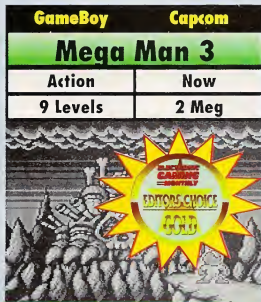 GameBoy Capcom
Mega Man 3
Action Now
9 Levels 2 Meg
ELECTRONIC
GAMING
MONTHLY
EDITORS' CHOICE
GOLD